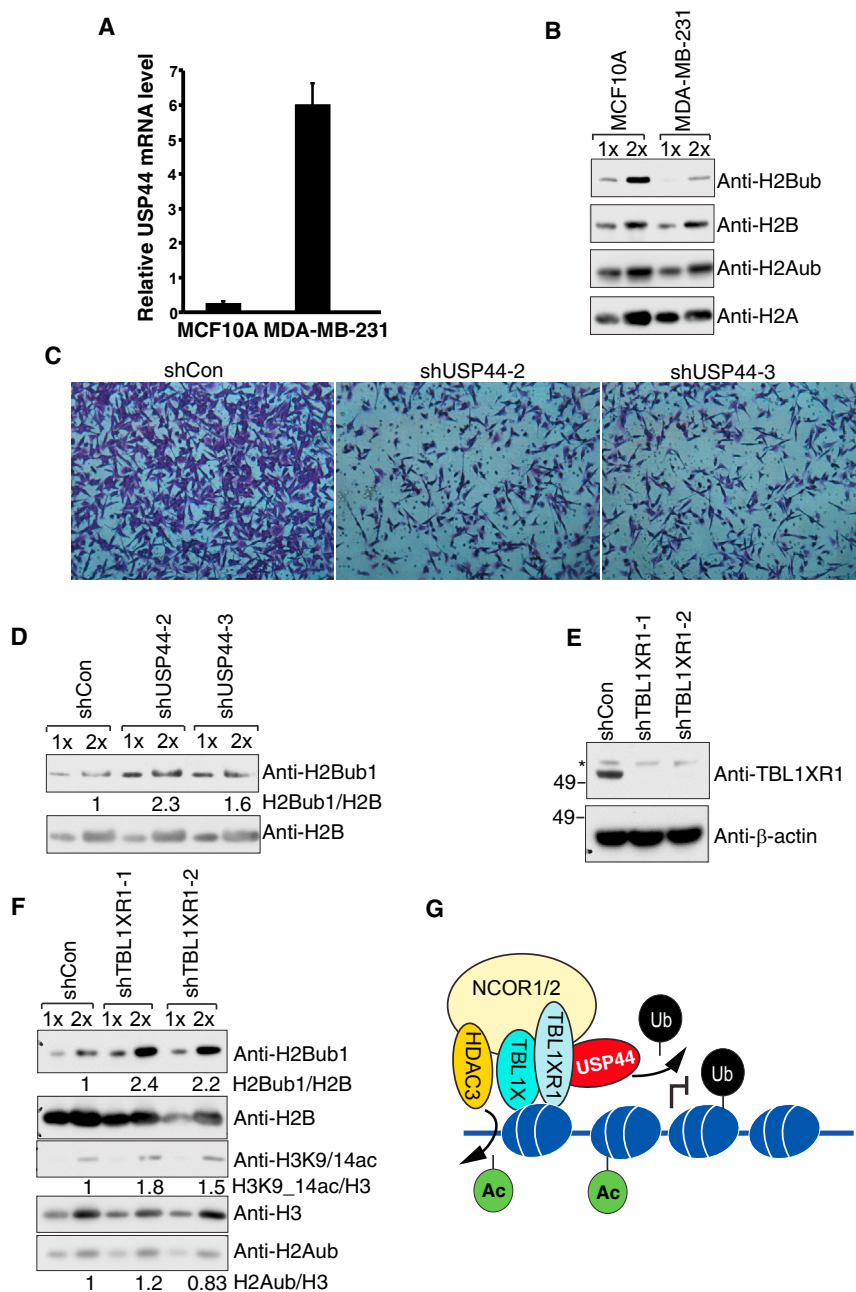 A
Relative USP44 mRNA level
7
6
5
4
3
2
1
0
MCF10A MDA-MB-231
B
MCF10A MDA-MB-231
1x 2x 1x 2x
Anti-H2Bub
Anti-H2B
Anti-H2Aub
Anti-H2A
C
shCon shUSP44-2 shUSP44-3
D
shCon shUSP44-2 shUSP44-3
1x 2x 1x 2x 1x 2x
Anti-H2Bub1
1 2.3 1.6 H2Bub1/H2B
Anti-H2B
E
shCon shTBL1XR1-1 shTBL1XR1-2
*
49
Anti-TBL1XR1
49
Anti-β-actin
F
shCon shTBL1XR1-1 shTBL1XR1-2
1x 2x 1x 2x 1x 2x
Anti-H2Bub1
1 2.4 2.2 H2Bub1/H2B
Anti-H2B
Anti-H3K9/14ac
1 1.8 1.5 H3K9_14ac/H3
Anti-H3
Anti-H2Aub
1 1.2 0.83 H2Aub/H3
G
NCOR1/2
HDAC3
TBL1X
TBL1XR1
USP44
Ub
Ub
Ac
Ac